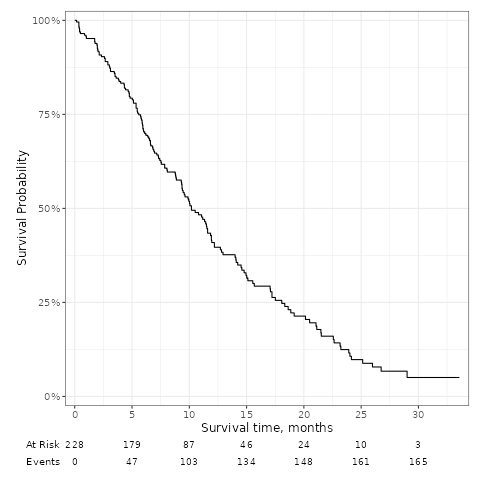 100%
75%
50%
25%
0%
Survival Probability
0 5 10 15 20 25 30
Survival time, months
At Risk 228 179 87 46 24 10 3
Events 0 47 103 134 148 161 165